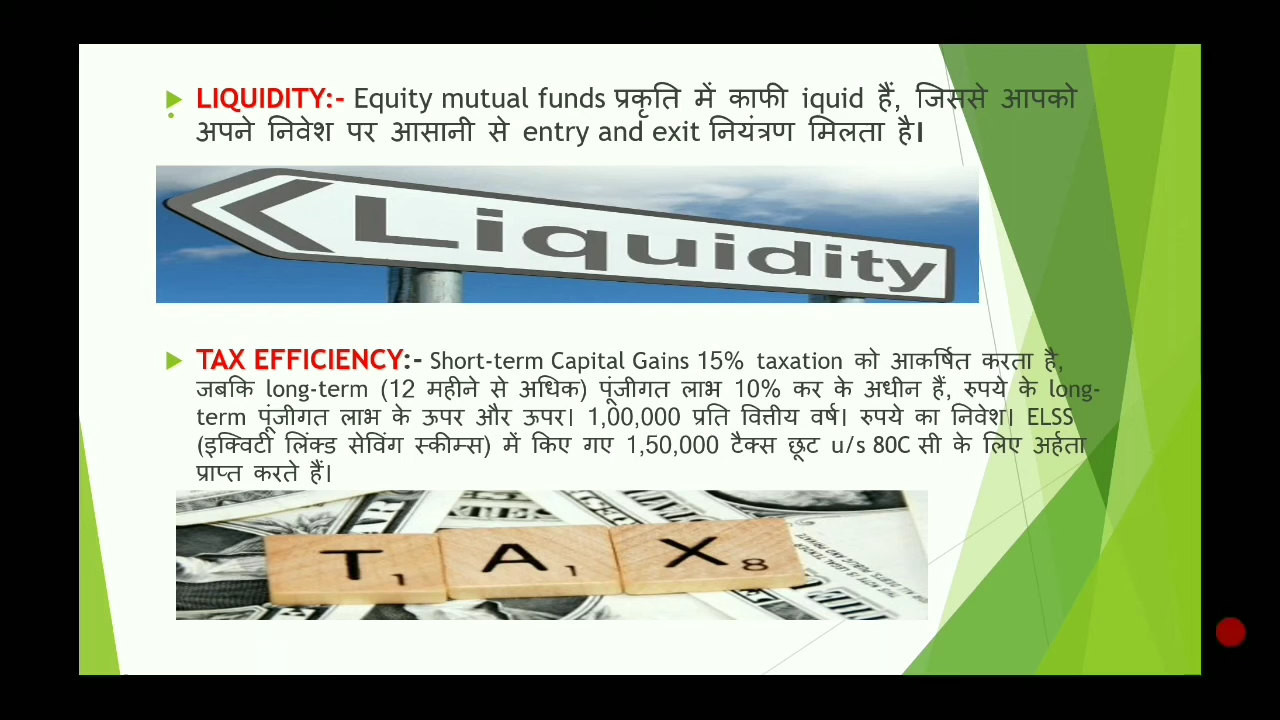 LIQUIDITY:- Equity mutual funds प्रकृति में काफी iquid हैं, जिससे आपको
अपने निवेश पर आसानी से entry and exit नियंत्रण मिलता है।
Liquidity
TAX EFFICIENCY:- Short-term Capital Gains 15% taxation को आकर्षित करता है,
जबकि long-term (12 महीने से अधिक) पूंजीगत लाभ 10% कर के अधीन हैं, रुपये के long-
term पूंजीगत लाभ के ऊपर और ऊपर। 1,00,000 प्रति वित्तीय वर्ष। रुपये का निवेश। ELSS
(इक्विटी लिंक्ड सेविंग स्कीम्स) में किए गए 1,50,000 टैक्स छूट u/s 80C सी के लिए अर्हता
प्राप्त करते हैं।
T1 A1 X8